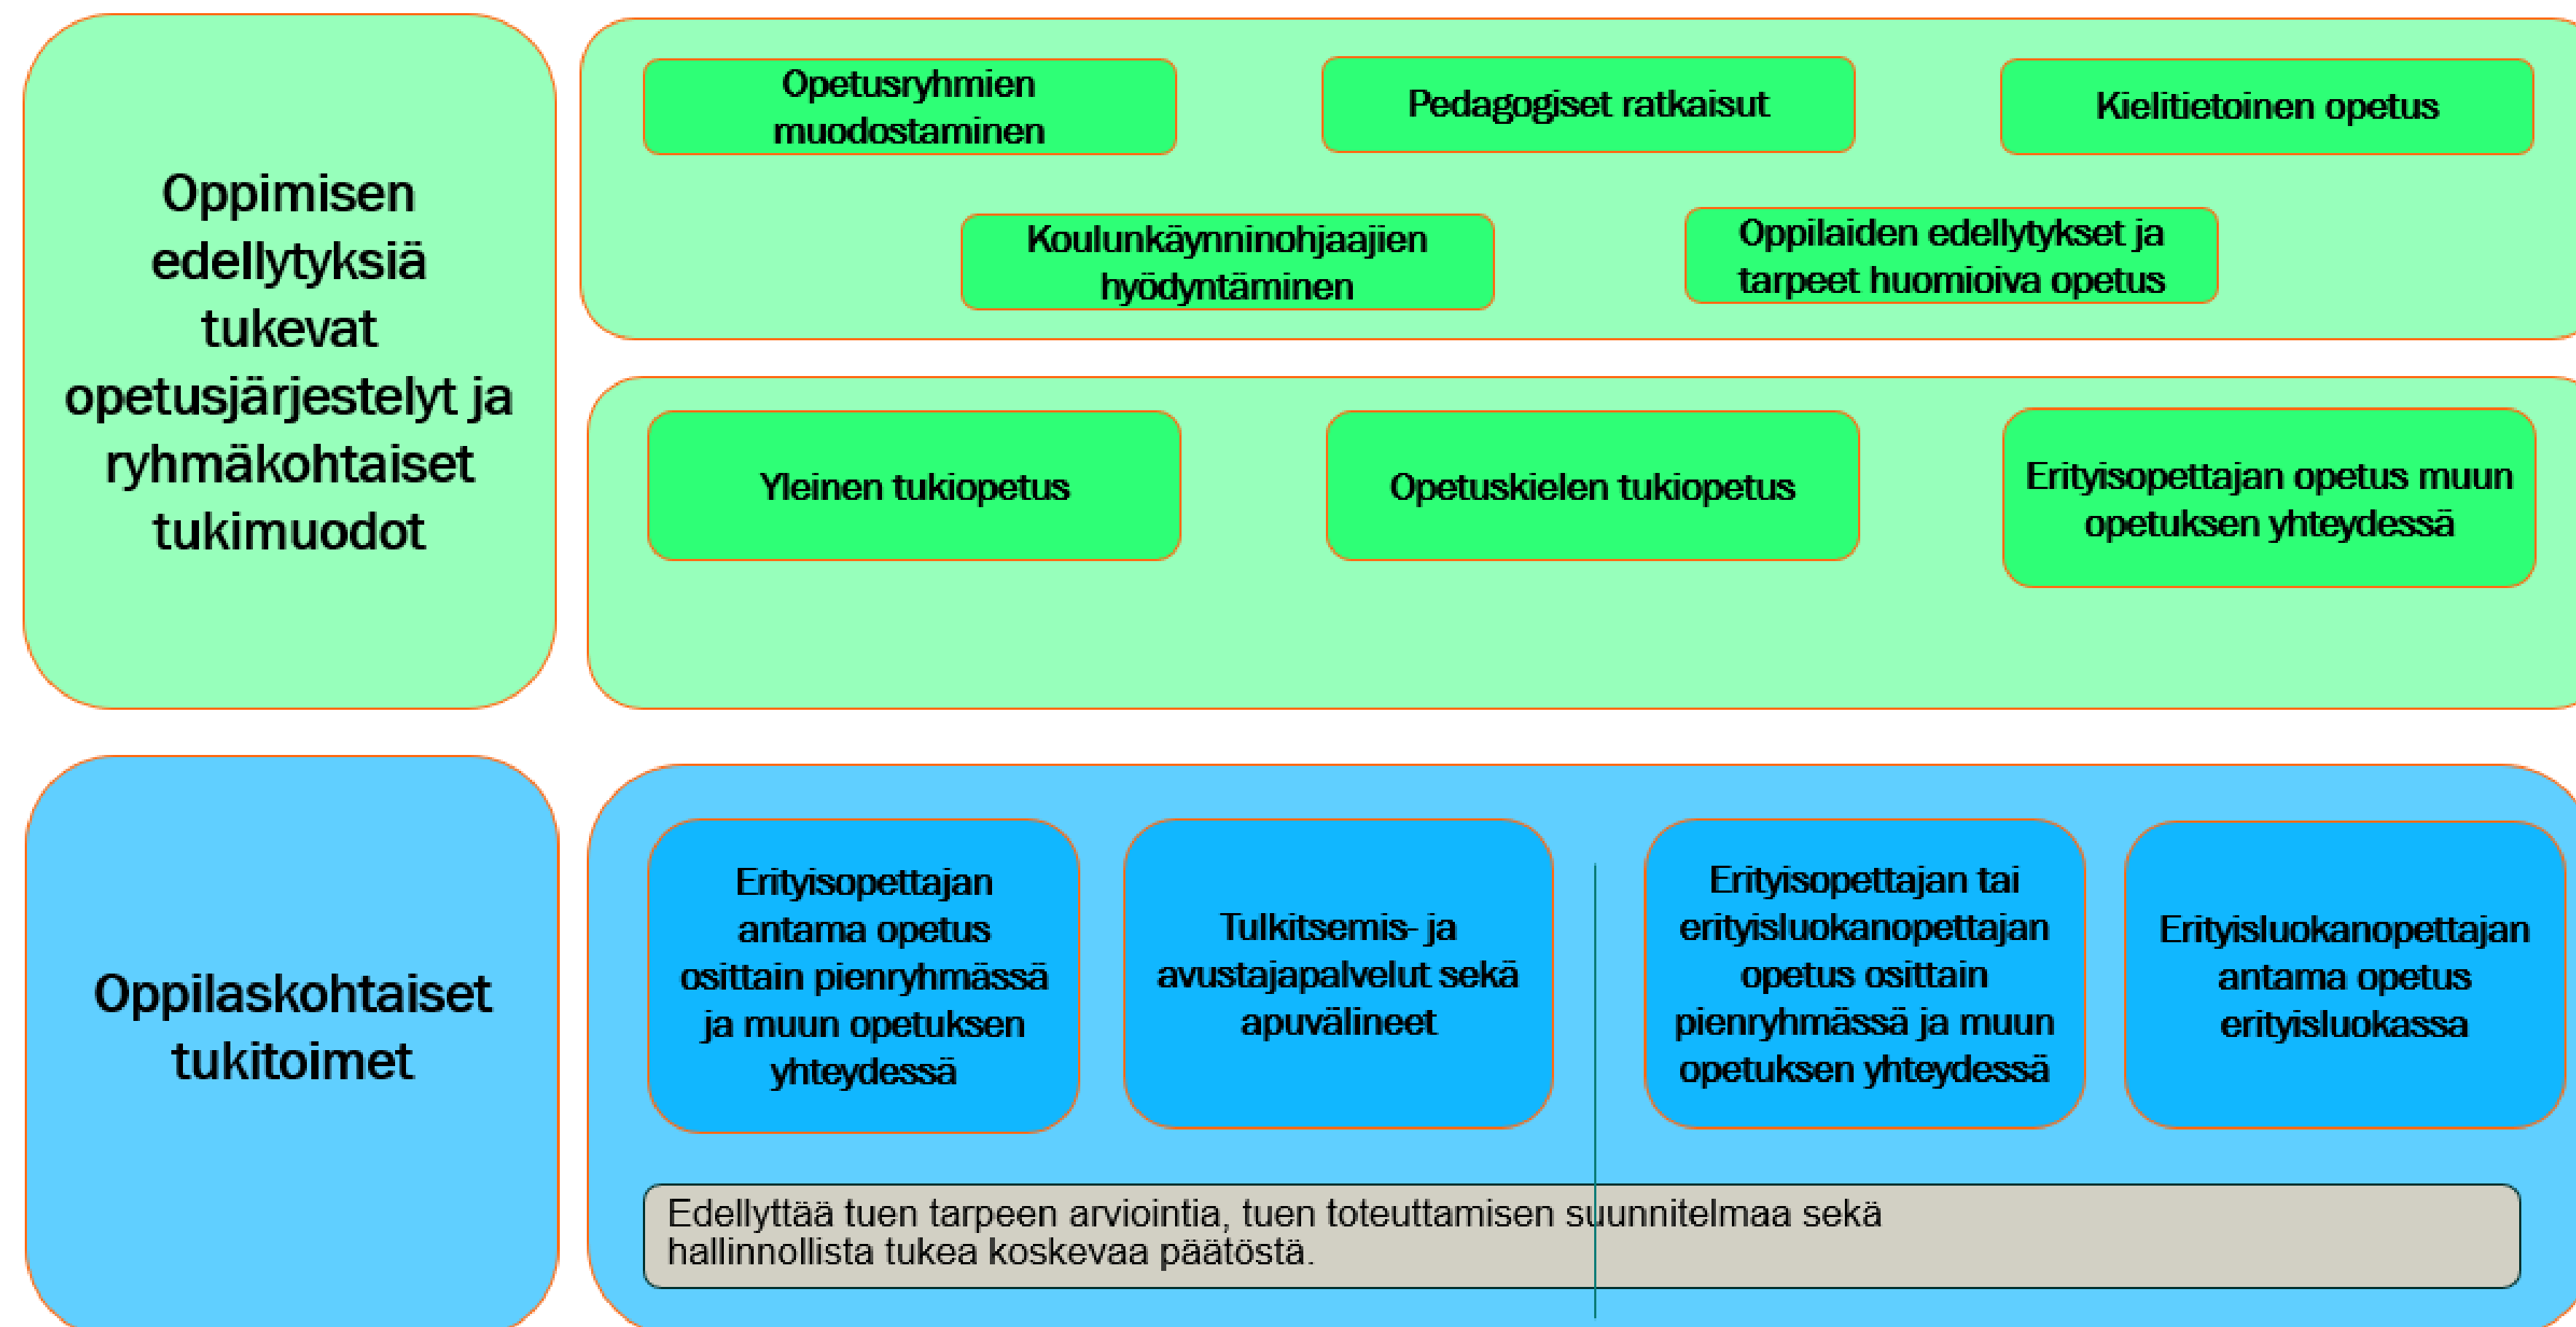 Oppimisen
edellytyksiä
tukevat
opetusjärjestelyt ja
ryhmäkohtaiset
tukimuodot
Opetusryhmien
muodostaminen
Pedagogiset ratkaisut
Kielitietoinen opetus
Koulunkäynninohjaajien
hyödyntäminen
Oppilaiden edellytykset ja
tarpeet huomioiva opetus
Yleinen tukiopetus
Opetuskielen tukiopetus
Erityisopettajan opetus muun
opetuksen yhteydessä
Oppilaskohtaiset
tukitoimet
Erityisopettajan
antama opetus
osittain pienryhmässä
ja muun opetuksen
yhteydessä
Tulkitsemis- ja
avustajapalvelut sekä
apuvälineet
Erityisopettajan tai
erityisluokanopettajan
opetus osittain
pienryhmässä ja muun
opetuksen yhteydessä
Erityisluokanopettajan
antama opetus
erityisluokassa
Edellyttää tuen tarpeen arviointia, tuen toteuttamisen suunnitelmaa sekä
hallinnollista tukea koskevaa päätöstä.